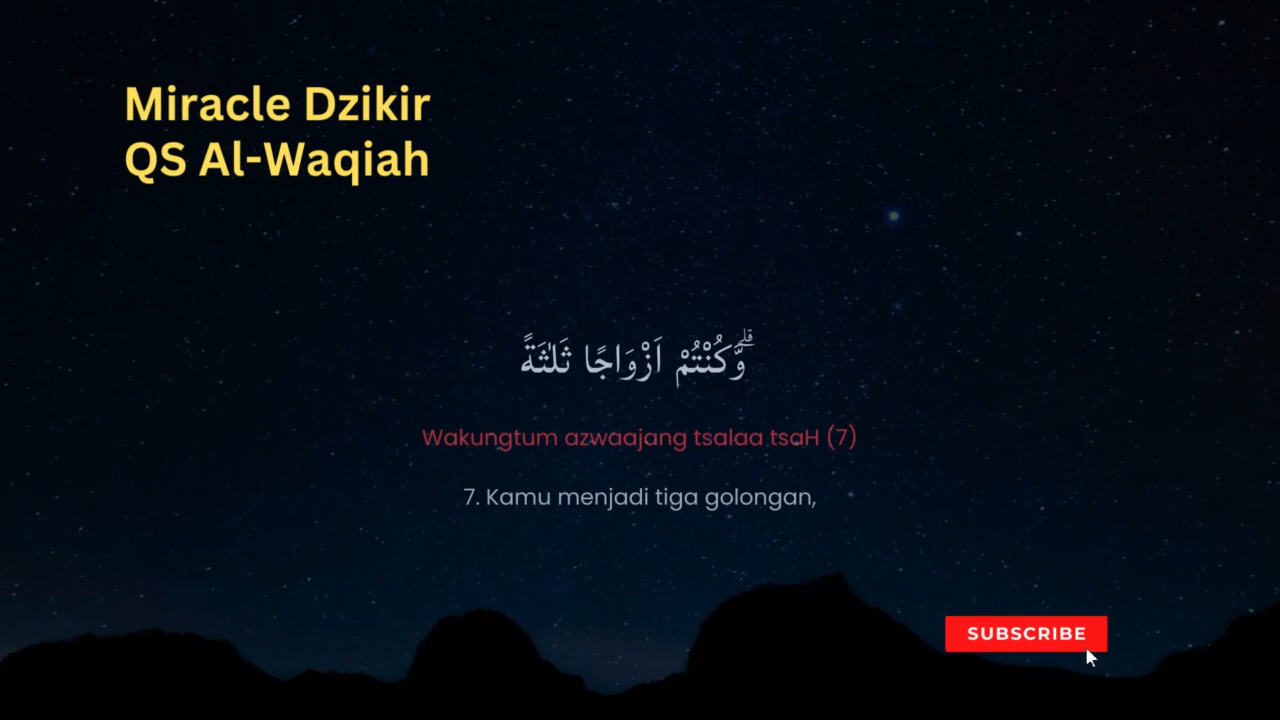 Miracle Dzikir
QS Al-Waqiah
وَّكُنْتُمْ اَزْوَاجًا ثَلٰثَةً ۗ
Wakungtum azwaajang tsalaa tsaH (7)
7. Kamu menjadi tiga golongan,
SUBSCRIBE